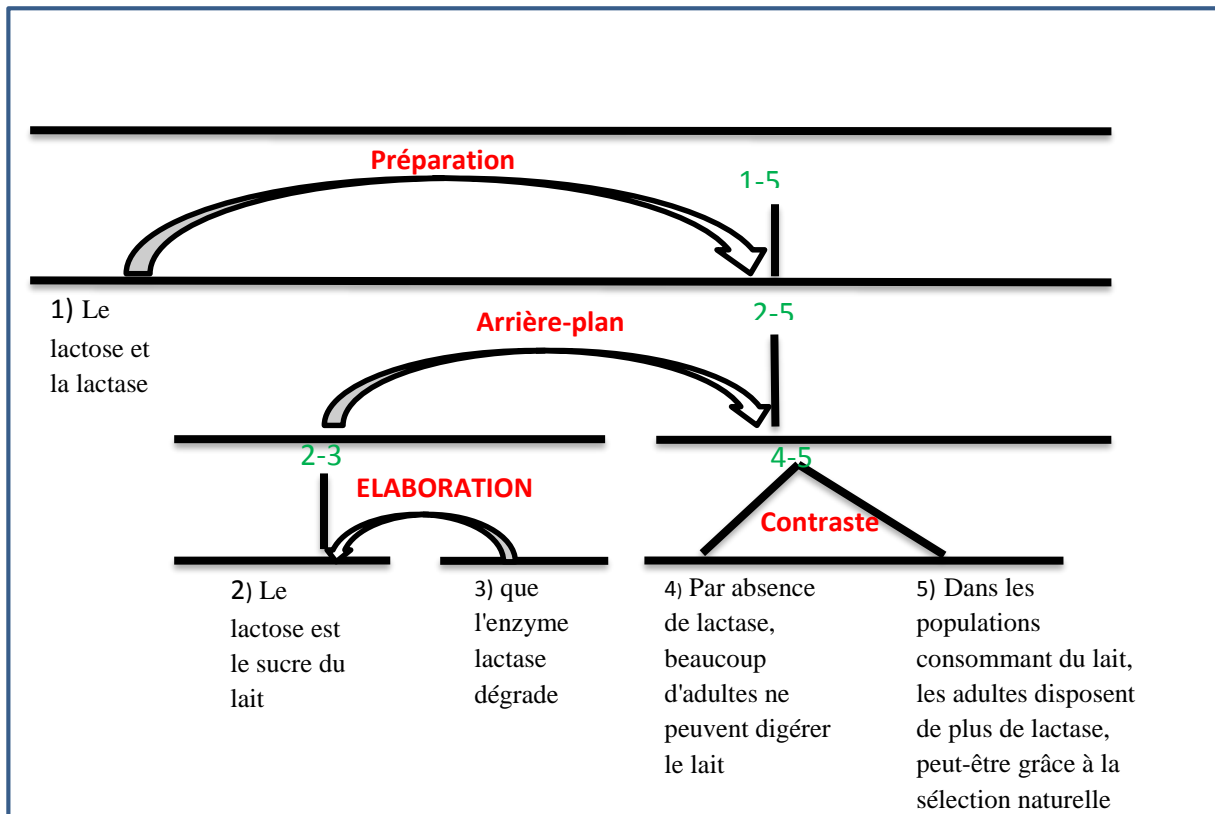 Préparation
1-5
1) Le
lactose et
la lactase
Arrière-plan
2-5
2-3
4-5
ELABORATION
Contraste
2) Le
lactose est
le sucre du
lait
3) que
l'enzyme
lactase
dégrade
4) Par absence
de lactase,
beaucoup
d'adultes ne
peuvent digérer
le lait
5) Dans les
populations
consommant du lait,
les adultes disposent
de plus de lactase,
peut-être grâce à la
sélection naturelle